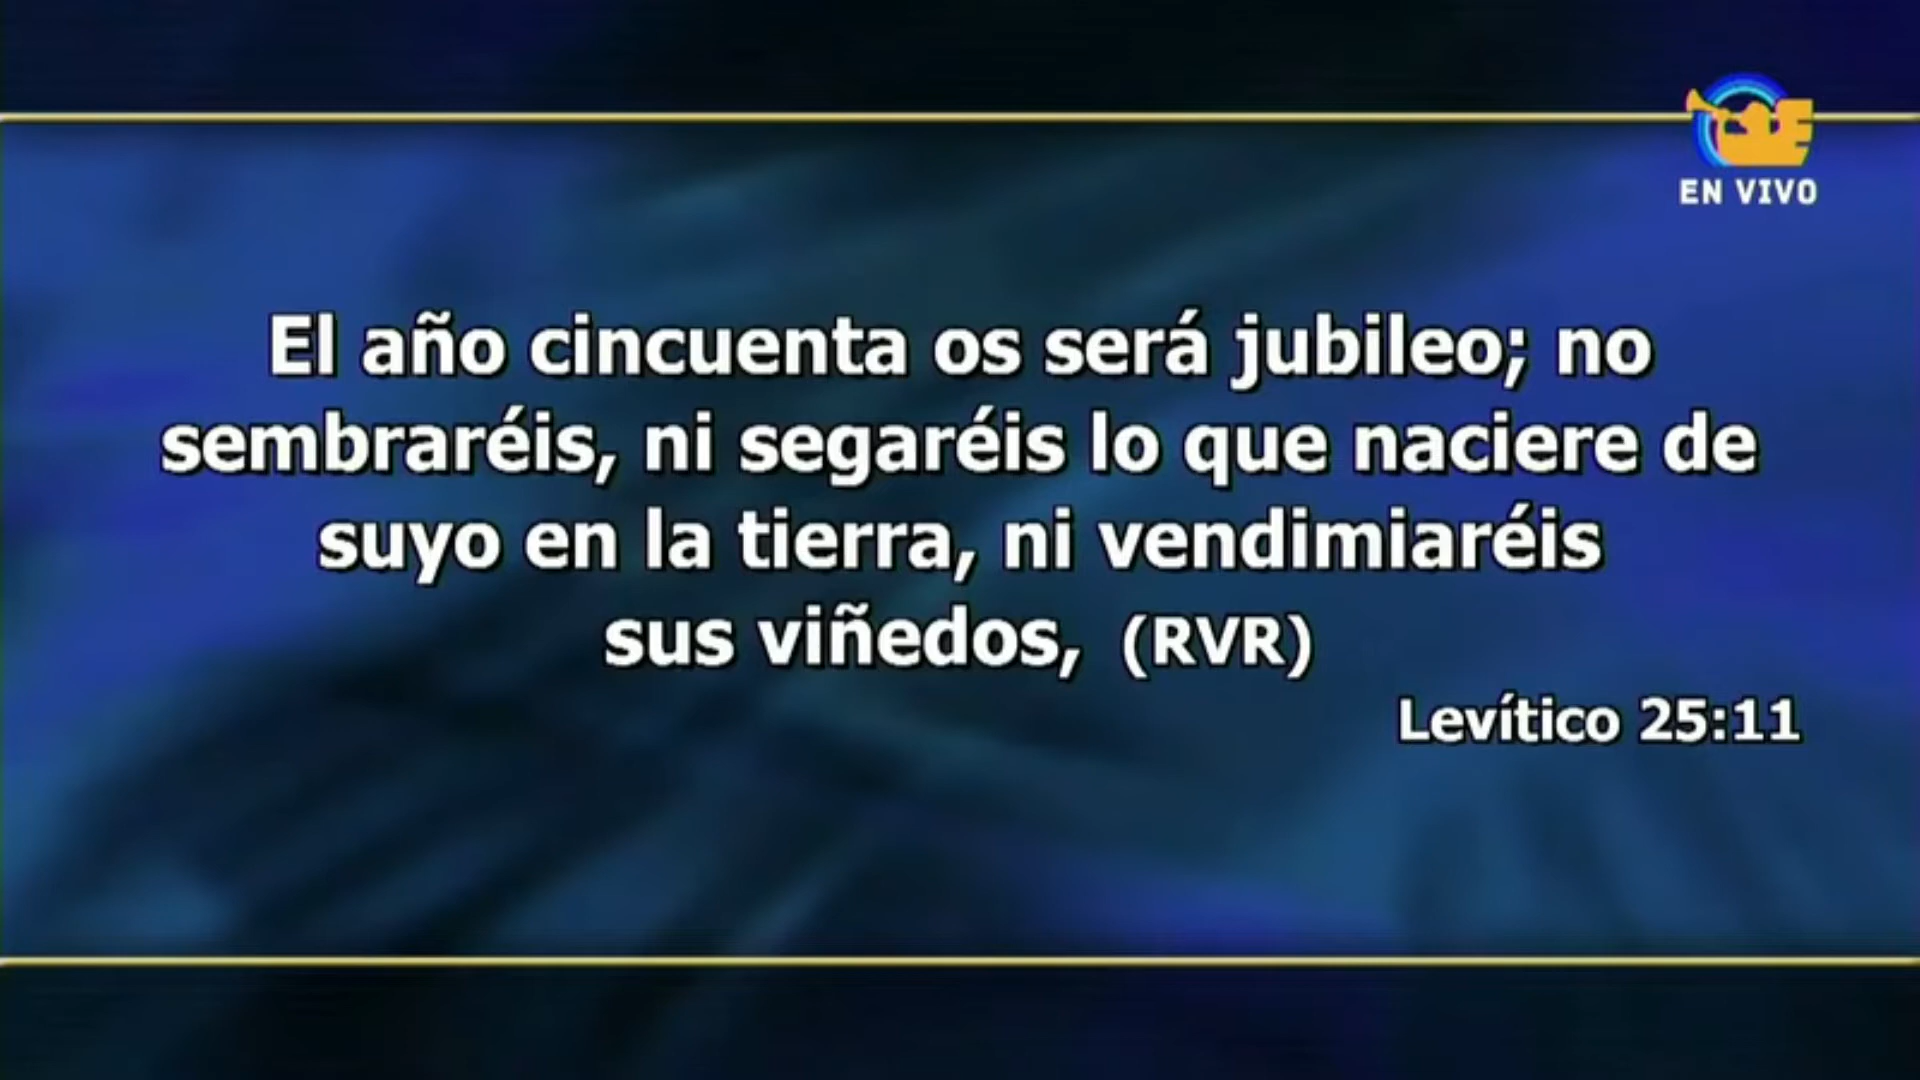 EN VIVO
El año cincuenta os será jubileo; no
sembraréis, ni segaréis lo que naciere de
suyo en la tierra, ni vendimiaréis
sus viñedos, (RVR)
Levítico 25:11